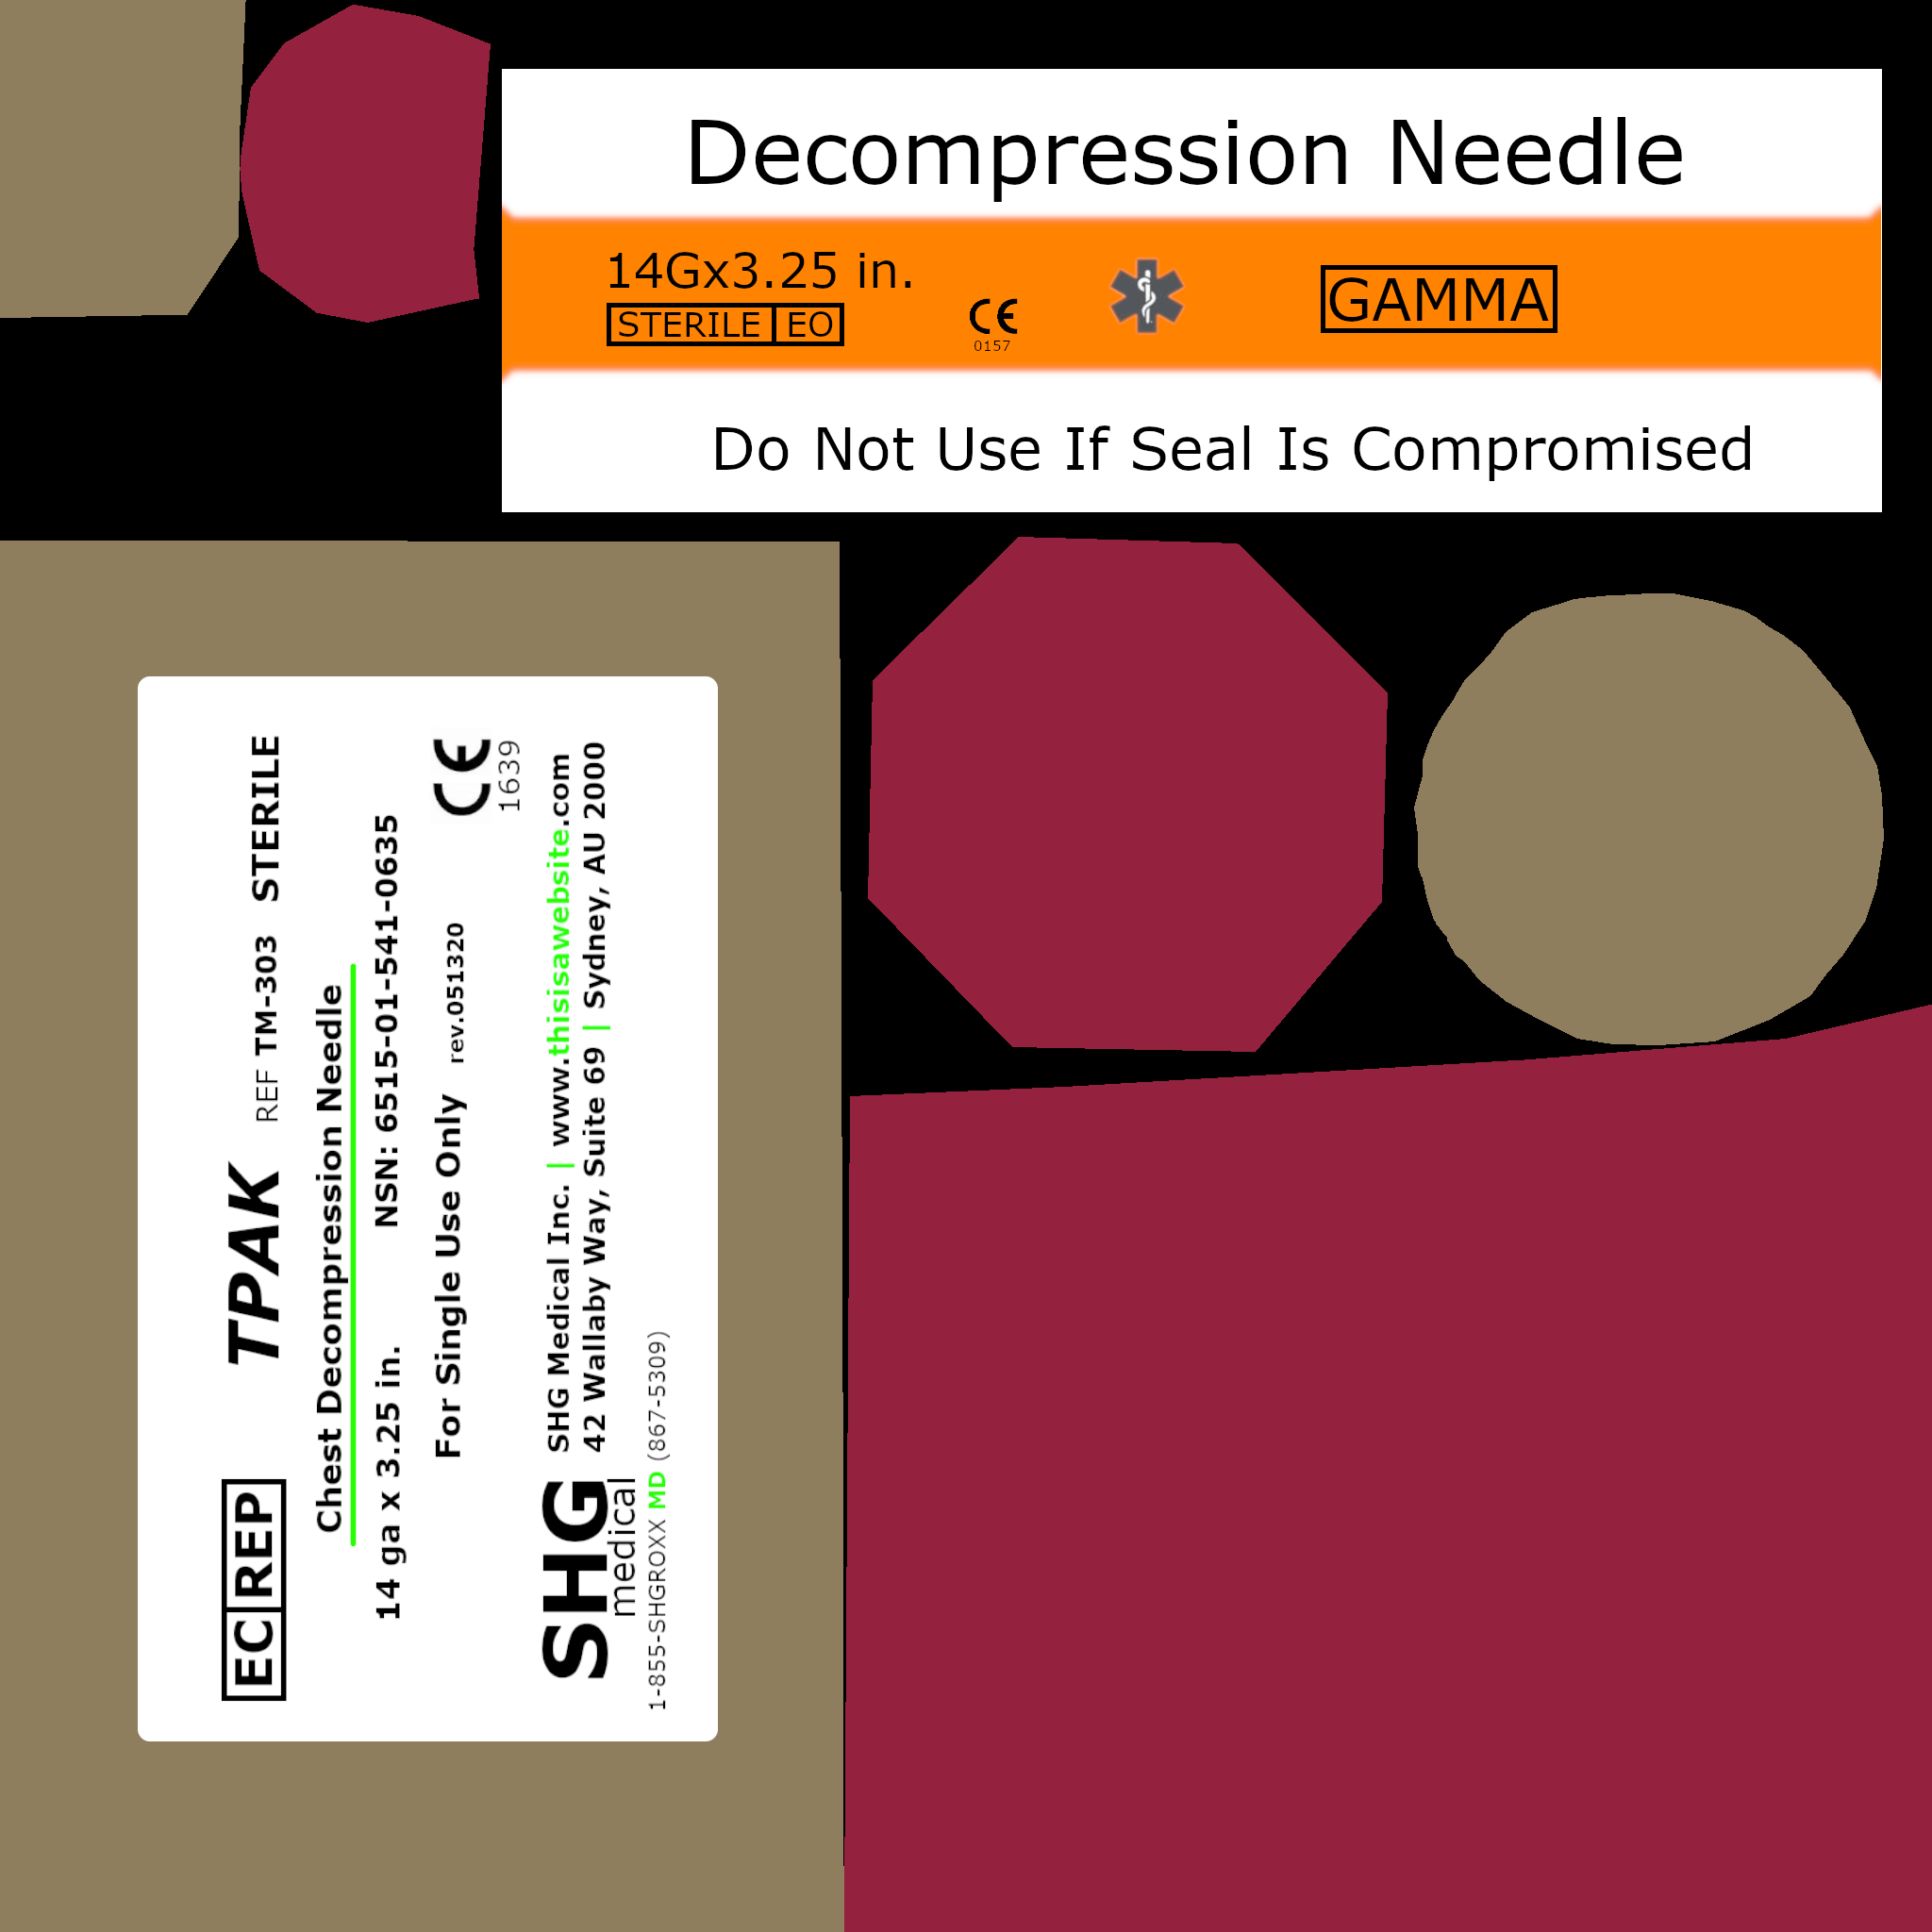 Decompression Needle
14Gx3.25 in.
STERILE EO
CE
0157
GAMMA
Do Not Use If Seal Is Compromised
EC REP TPAK REF TM-303 STERILE
Chest Decompression Needle
14 ga x 3.25 in. NSN: 6515-01-541-0635
For Single Use Only rev.051320 CE
1639
SHG medical
SHG Medical Inc. | www.thisisawebsite.com
42 Wallaby Way, Suite 69 | Sydney, AU 2000
1-855-SHGROXX MD (867-5309)